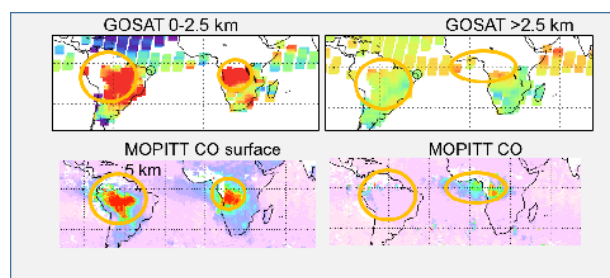 GOSAT 0-2.5 km
GOSAT >2.5 km
MOPITT CO surface
5 km
MOPITT CO